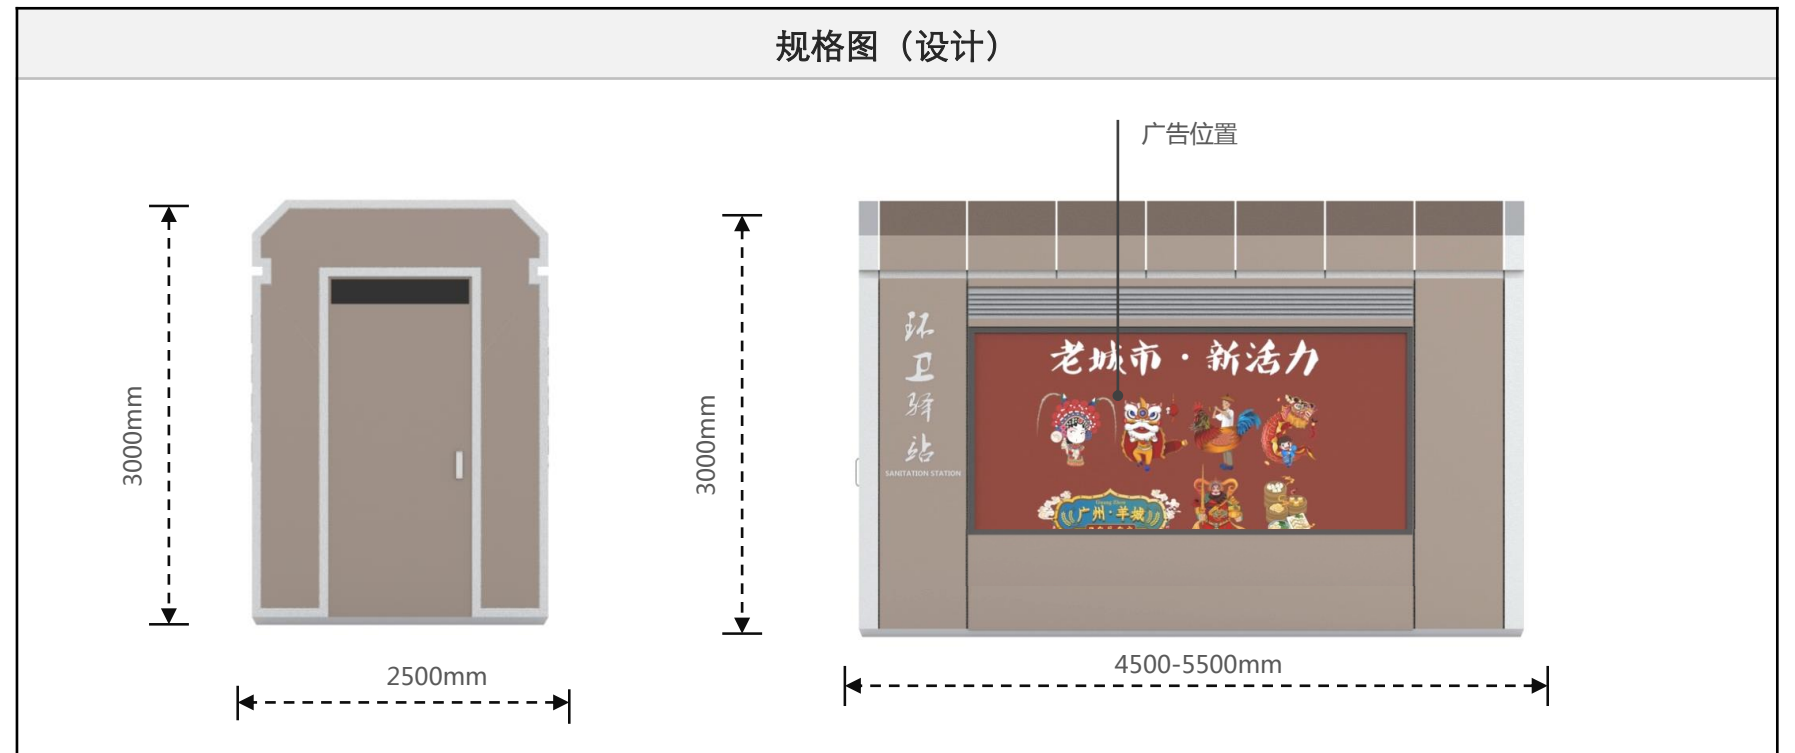 规格图（设计）
广告位置
3000mm
2500mm
3000mm
环卫驿站
SANITATION STATION
老城市·新活力
广州·羊城
4500-5500mm